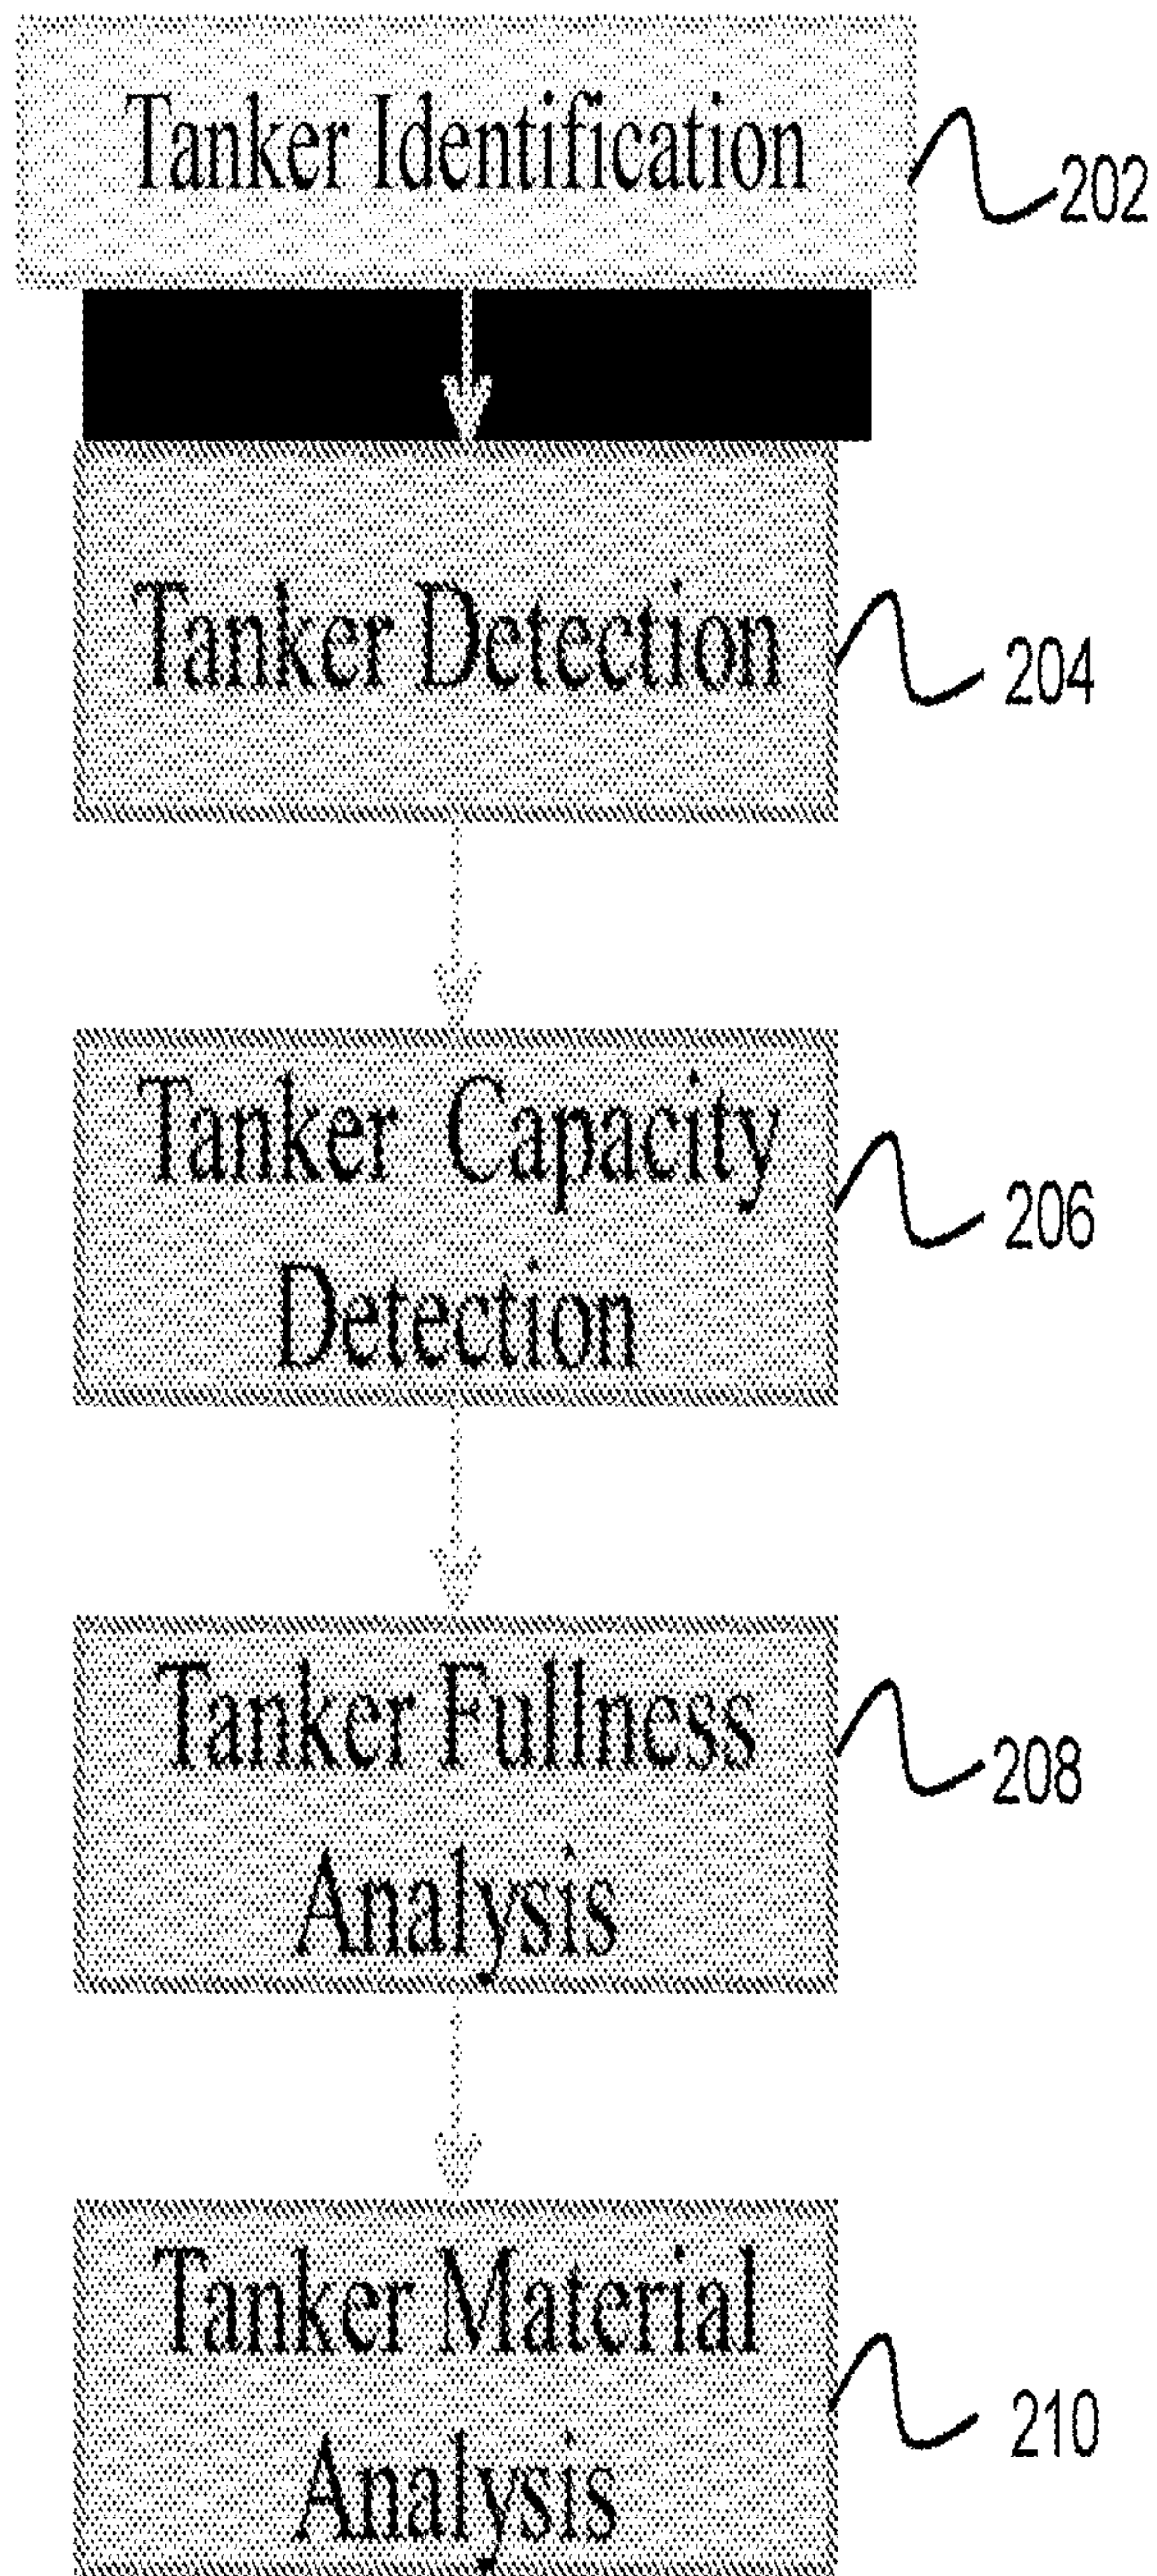 Tanker Identification
202
Tanker Detection
204
Tanker Capacity
Detection
206
Tanker Fullness
Analysis
208
Tanker Material
Analysis
210